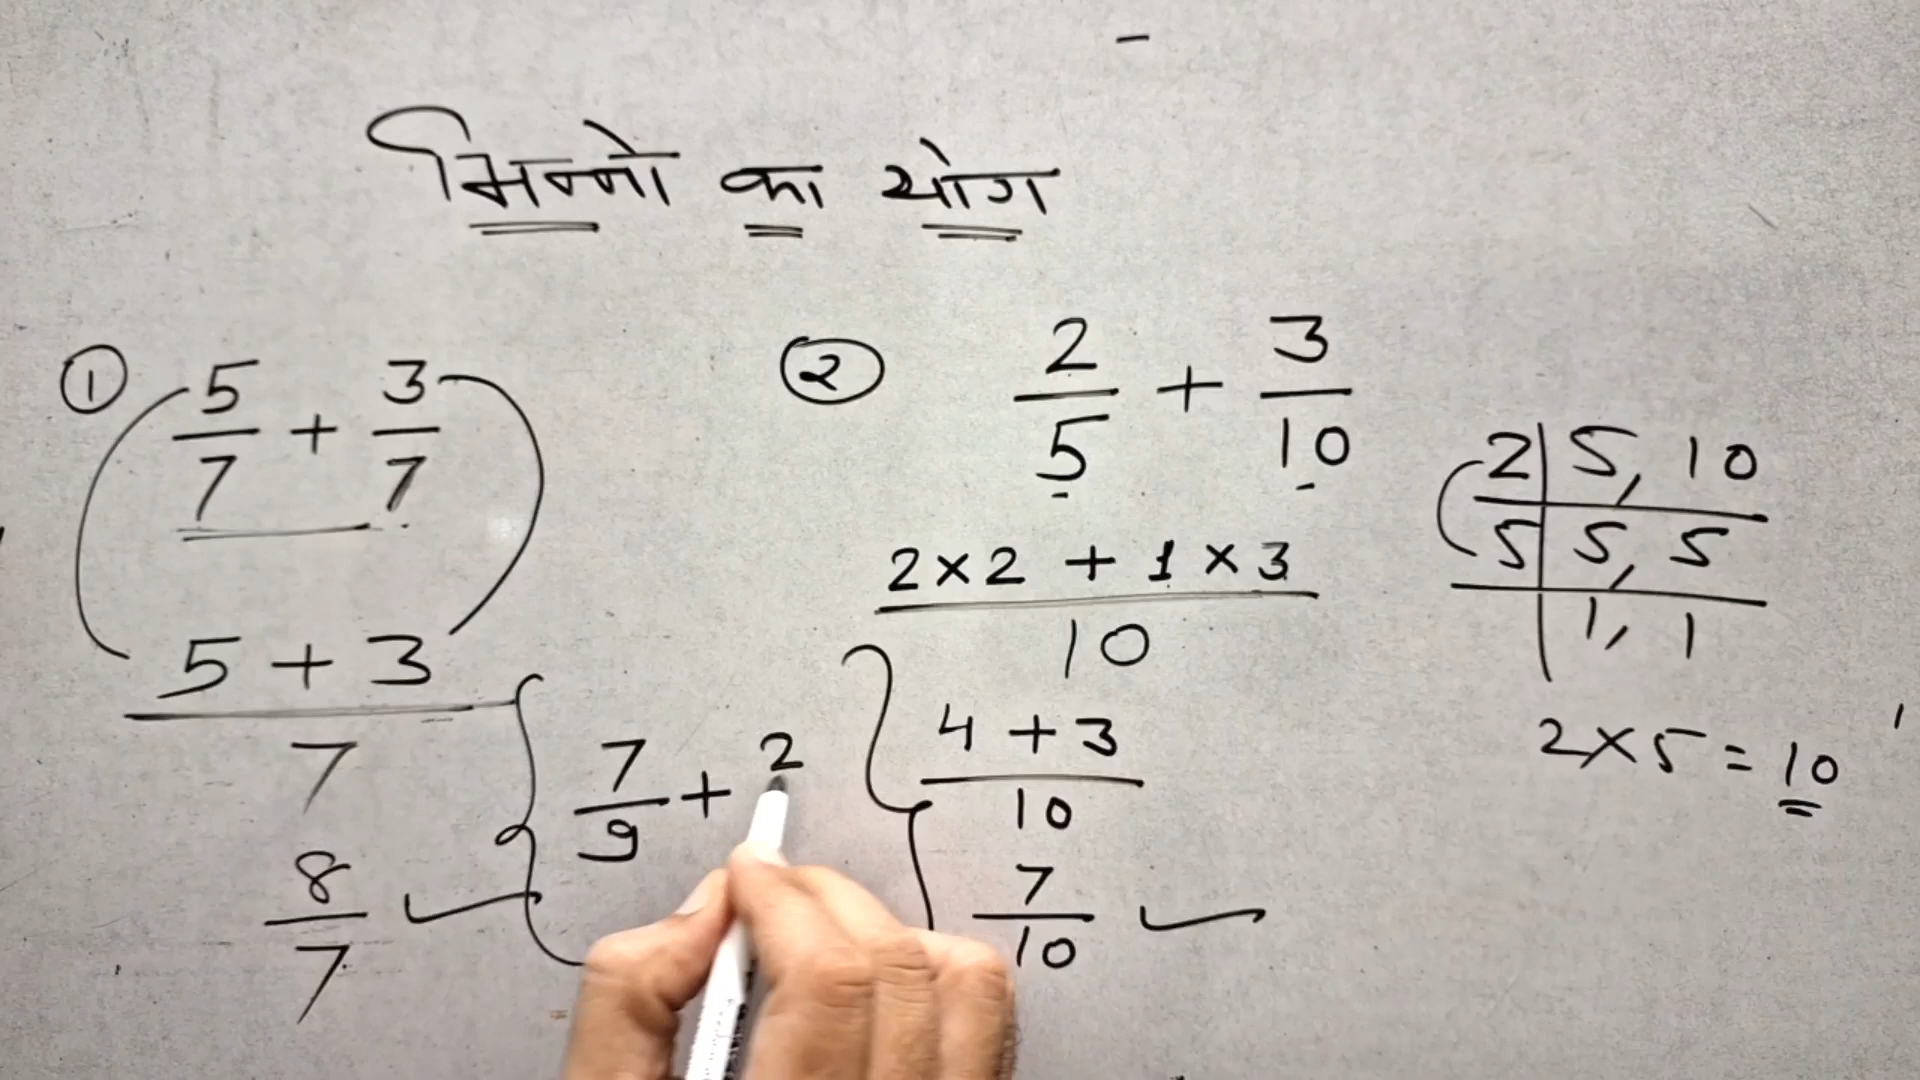 भिन्नो का योग
① 5/7 + 3/7
5 + 3 / 7
8/7
7/9 + 2
② 2/5 + 3/10
2 × 2 + 1 × 3 / 10
4 + 3 / 10
7/10
2 | 5, 10
5 | 5, 5
1, 1
2 × 5 = 10